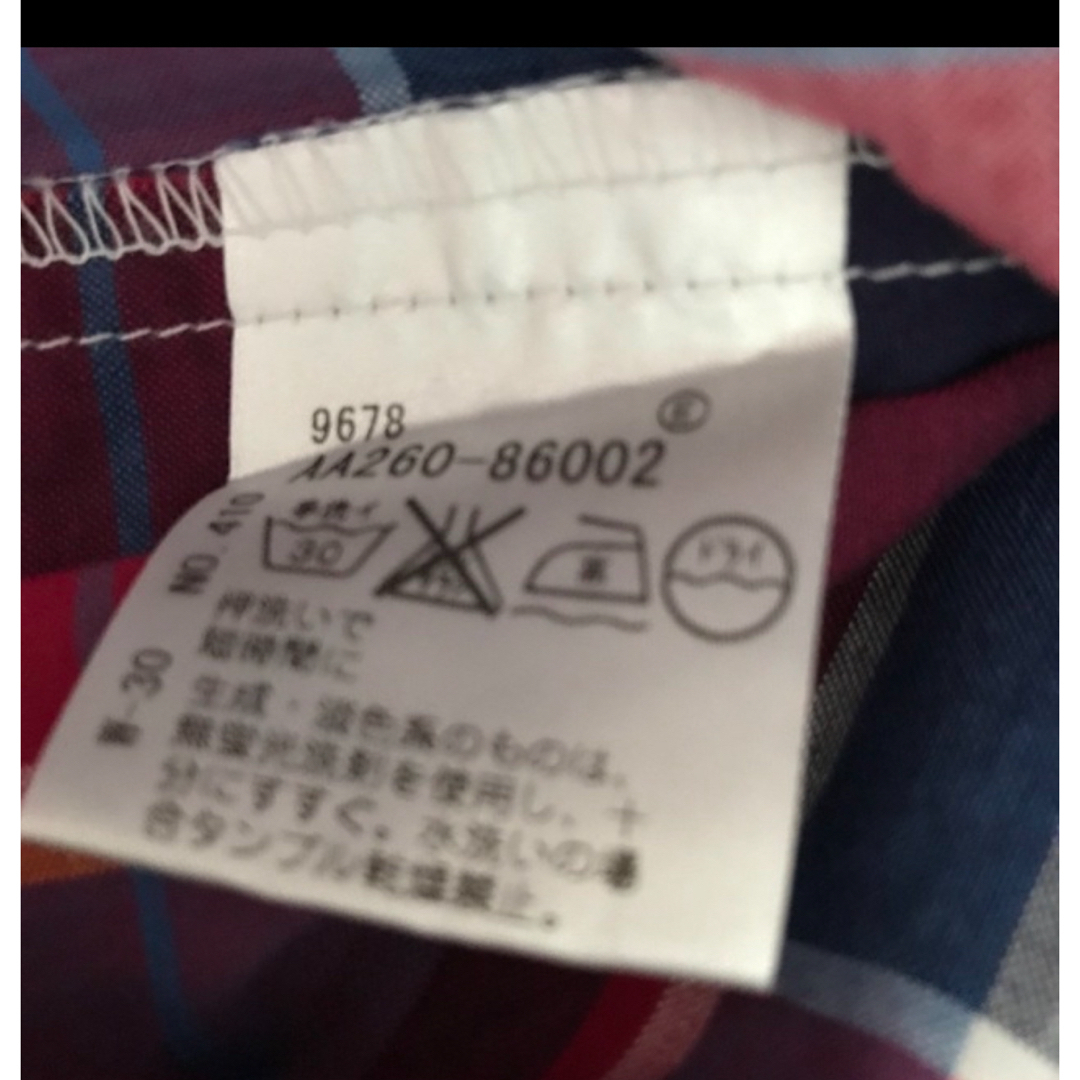 9678
Ⓔ
AA260-86002
手洗イ
30
ドライ
NO.410
W-30
押洗いで
短時間に
生成・淡色系のものは、
無蛍光洗剤を使用し、十
分にすすぐ。水洗いの場
合タンブル乾燥禁止。